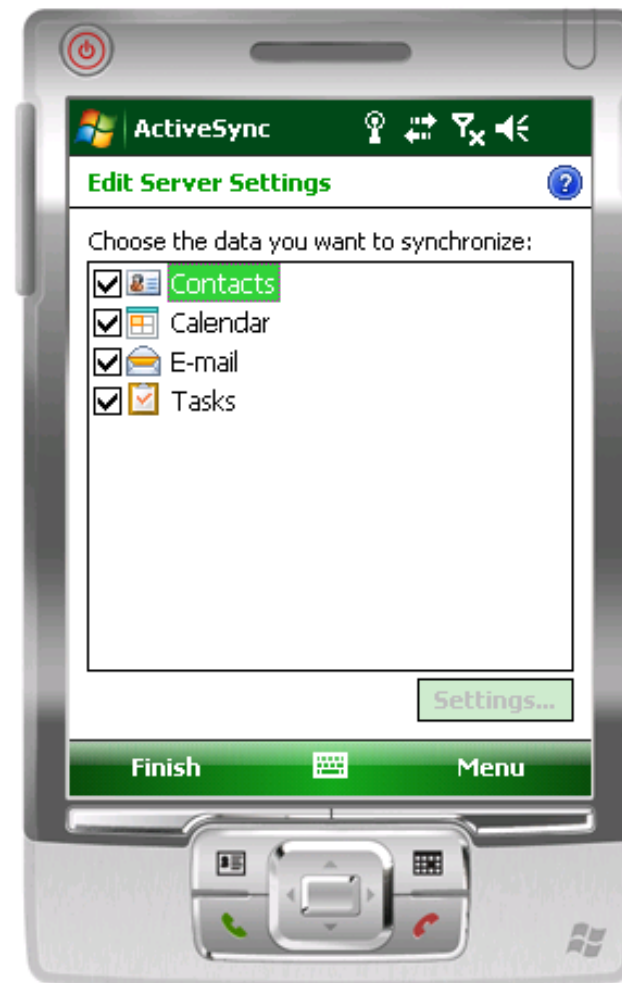 ActiveSync
Edit Server Settings
?
Choose the data you want to synchronize:
Contacts
Calendar
E-mail
Tasks
Settings...
Finish
Menu